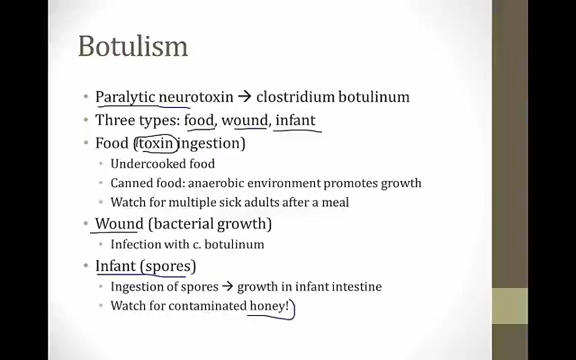 Botulism
• Paralytic neurotoxin → clostridium botulinum
• Three types: food, wound, infant
• Food (toxin ingestion)
• Undercooked food
• Canned food: anaerobic environment promotes growth
• Watch for multiple sick adults after a meal
• Wound (bacterial growth)
• Infection with c. botulinum
• Infant (spores)
• Ingestion of spores → growth in infant intestine
• Watch for contaminated honey!